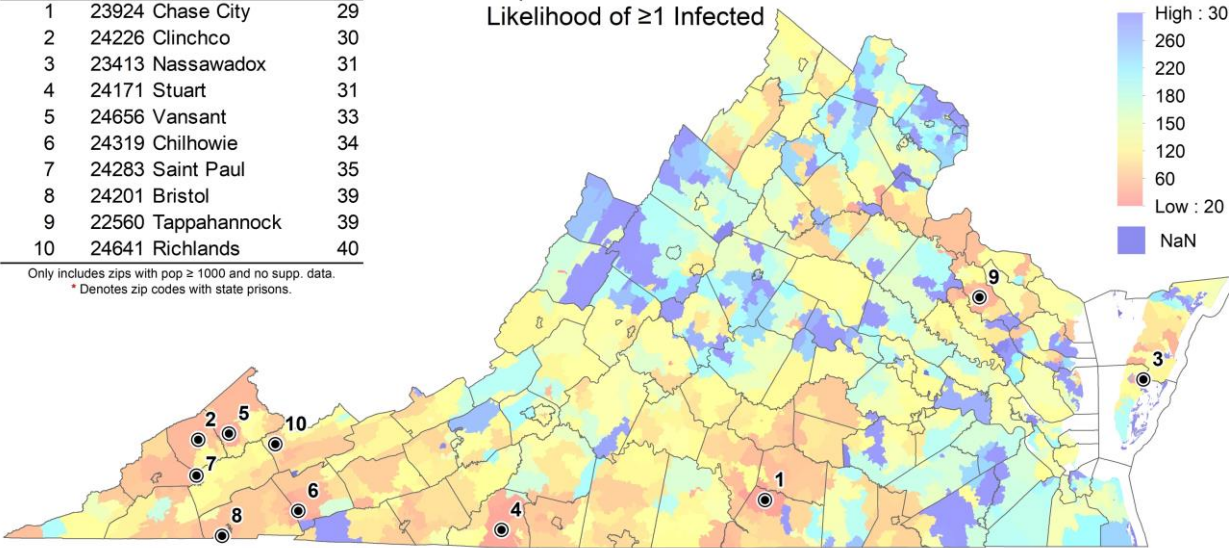 1 23924 Chase City 29
2 24226 Clinchco 30
3 23413 Nassawadox 31
4 24171 Stuart 31
5 24656 Vansant 33
6 24319 Chilhowie 34
7 24283 Saint Paul 35
8 24201 Bristol 39
9 22560 Tappahannock 39
10 24641 Richlands 40
Only includes zips with pop ≥ 1000 and no supp. data.
* Denotes zip codes with state prisons.
Likelihood of ≥1 Infected
High : 30
260
220
180
150
120
60
Low : 20
NaN
9
3
2
5
10
7
6
8
4
1